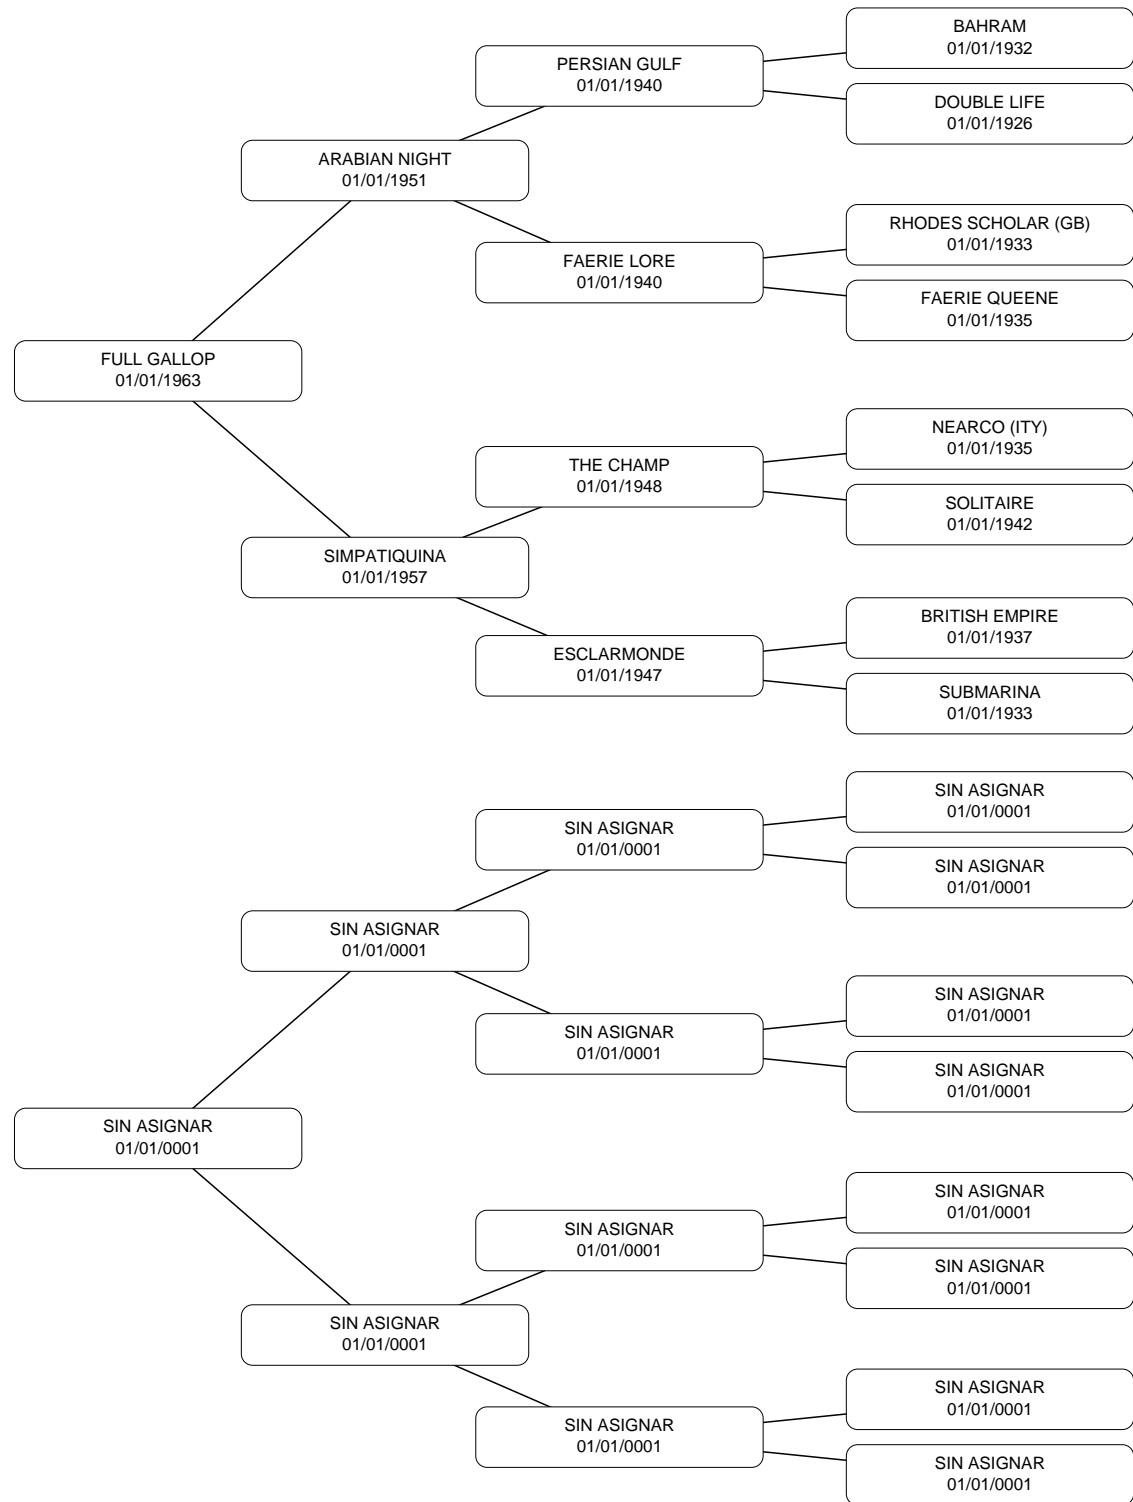 BAHRAM
01/01/1932
PERSIAN GULF
01/01/1940
DOUBLE LIFE
01/01/1926
ARABIAN NIGHT
01/01/1951
RHODES SCHOLAR (GB)
01/01/1933
FAERIE LORE
01/01/1940
FAERIE QUEENE
01/01/1935
FULL GALLOP
01/01/1963
NEARCO (ITY)
01/01/1935
THE CHAMP
01/01/1948
SOLITAIRE
01/01/1942
SIMPATIQUINA
01/01/1957
BRITISH EMPIRE
01/01/1937
ESCLARMONDE
01/01/1947
SUBMARINA
01/01/1933
SIN ASIGNAR
01/01/0001
SIN ASIGNAR
01/01/0001
SIN ASIGNAR
01/01/0001
SIN ASIGNAR
01/01/0001
SIN ASIGNAR
01/01/0001
SIN ASIGNAR
01/01/0001
SIN ASIGNAR
01/01/0001
SIN ASIGNAR
01/01/0001
SIN ASIGNAR
01/01/0001
SIN ASIGNAR
01/01/0001
SIN ASIGNAR
01/01/0001
SIN ASIGNAR
01/01/0001
SIN ASIGNAR
01/01/0001
SIN ASIGNAR
01/01/0001
SIN ASIGNAR
01/01/0001